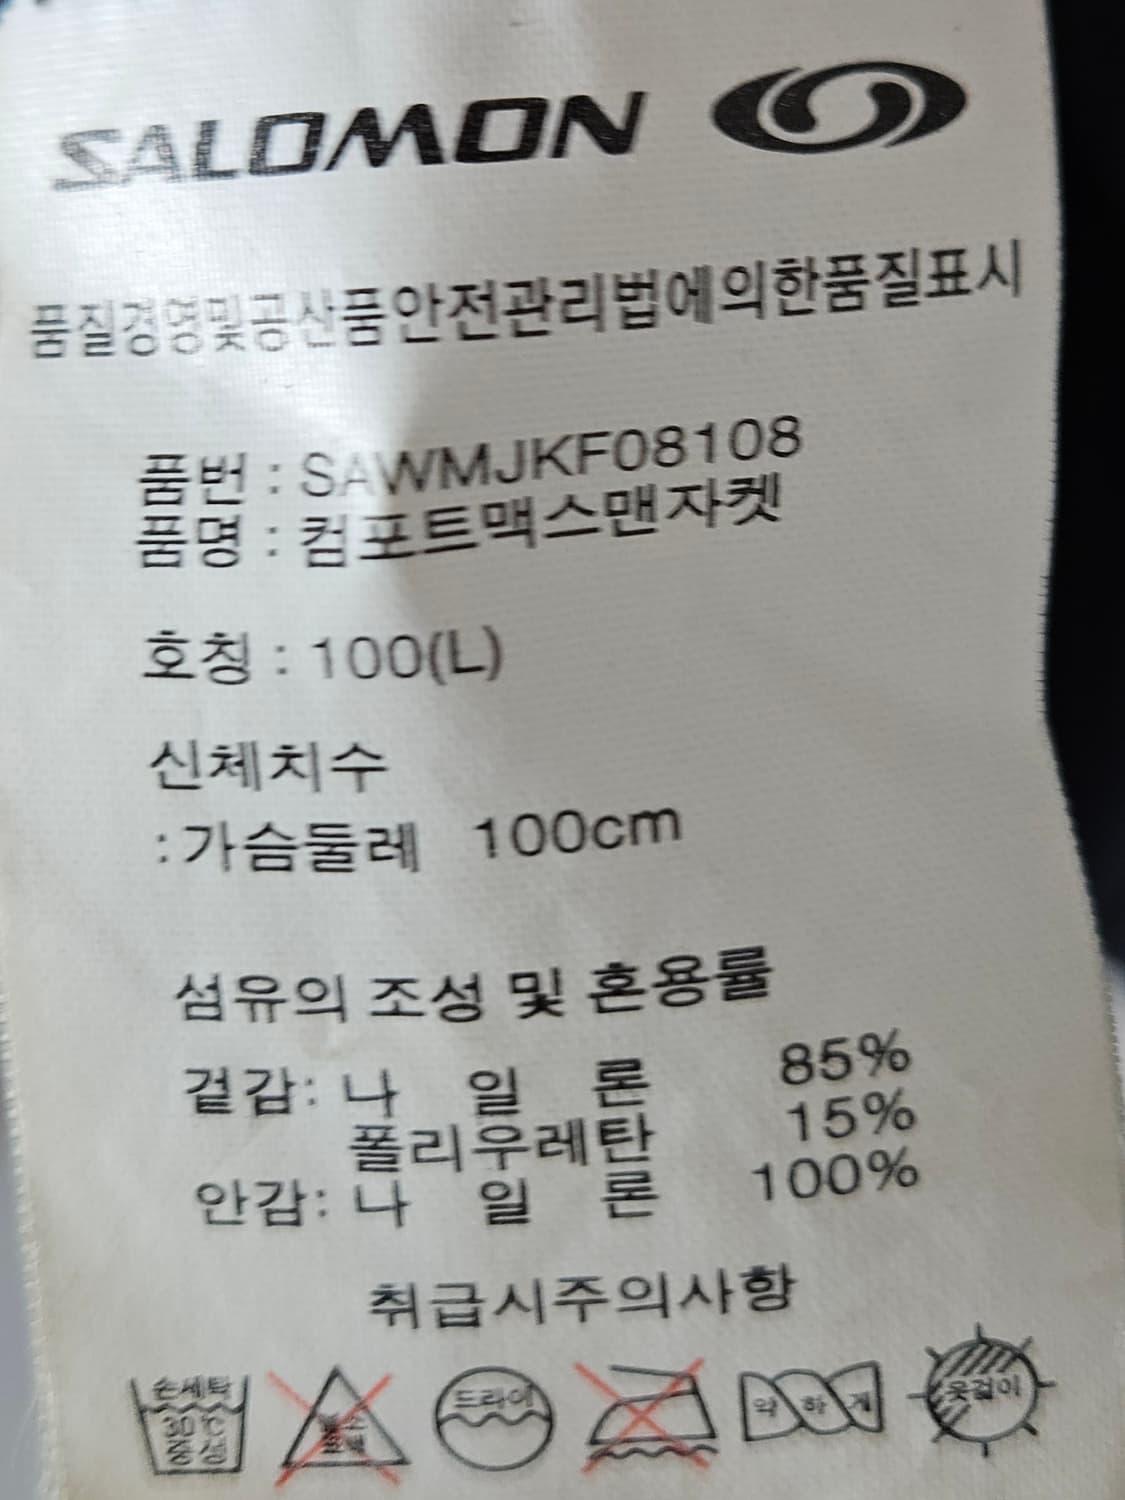 SALOMON
품질경영및공산품안전관리법에의한품질표시
품번 : SAWMJKF08108
품명 : 컴포트맥스맨자켓
호칭 : 100(L)
신체치수
: 가슴둘레 100cm
섬유의 조성 및 혼용률
겉감: 나 일 론 85%
폴리우레탄 15%
안감: 나 일 론 100%
취급시주의사항
손세탁
30℃
중성
드라이
약하게
옷걸이